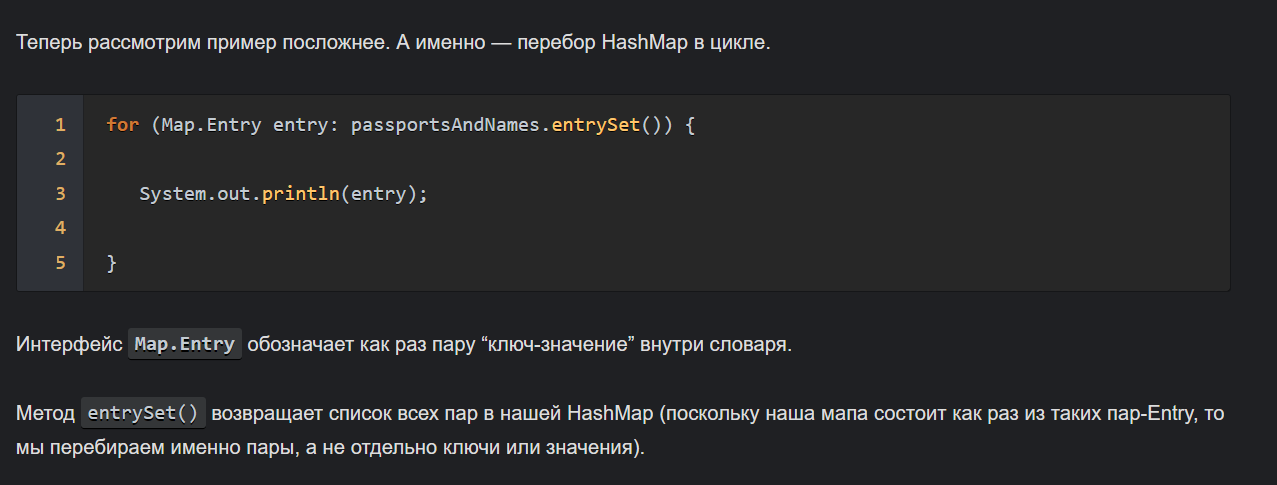 Теперь рассмотрим пример посложнее. А именно — перебор HashMap в цикле.
1 for (Map.Entry entry: passportsAndNames.entrySet()) {
2
3 System.out.println(entry);
4
5 }
Интерфейс Map.Entry обозначает как раз пару “ключ-значение” внутри словаря.
Метод entrySet() возвращает список всех пар в нашей HashMap (поскольку наша мапа состоит как раз из таких пар-Entry, то
мы перебираем именно пары, а не отдельно ключи или значения).